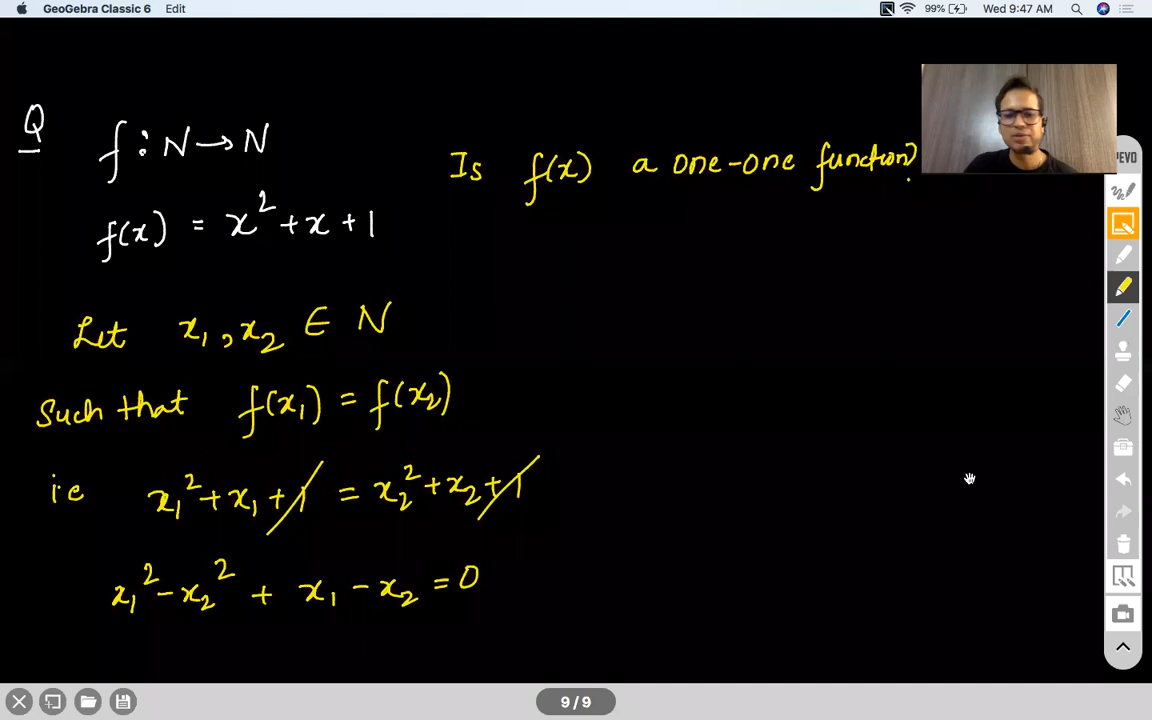 GeoGebra Classic 6 Edit 99% Wed 9:47 AM
Q f : N → N
Is f(x) a one-one function?
f(x) = x² + x + 1
Let x₁, x₂ ∈ N
Such that f(x₁) = f(x₂)
i.e x₁² + x₁ + 1 = x₂² + x₂ + 1
x₁² - x₂² + x₁ - x₂ = 0
9 / 9